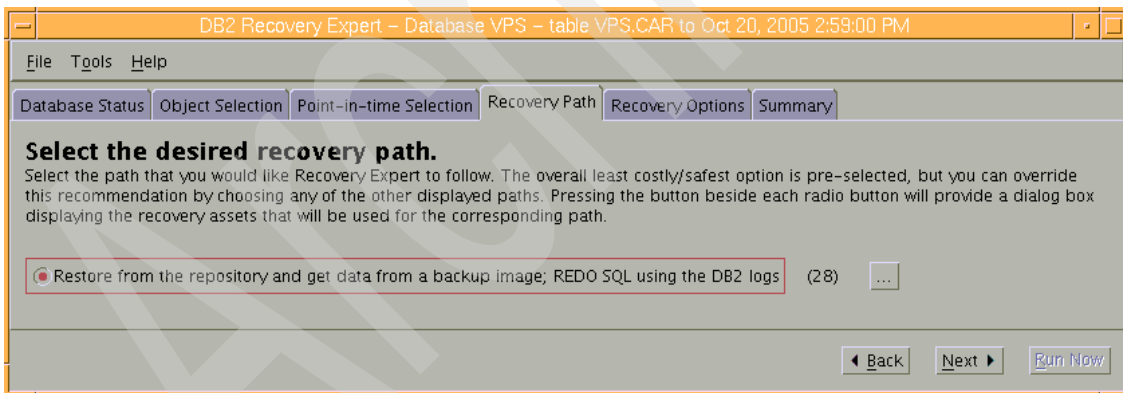 DB2 Recovery Expert – Database VPS – table VPS.CAR to Oct 20, 2005 2:59:00 PM
File Tools Help
Database Status Object Selection Point-in-time Selection Recovery Path Recovery Options Summary
Select the desired recovery path.
Select the path that you would like Recovery Expert to follow. The overall least costly/safest option is pre-selected, but you can override
this recommendation by choosing any of the other displayed paths. Pressing the button beside each radio button will provide a dialog box
displaying the recovery assets that will be used for the corresponding path.
Restore from the repository and get data from a backup image; REDO SQL using the DB2 logs (28) ...
Back Next Run Now